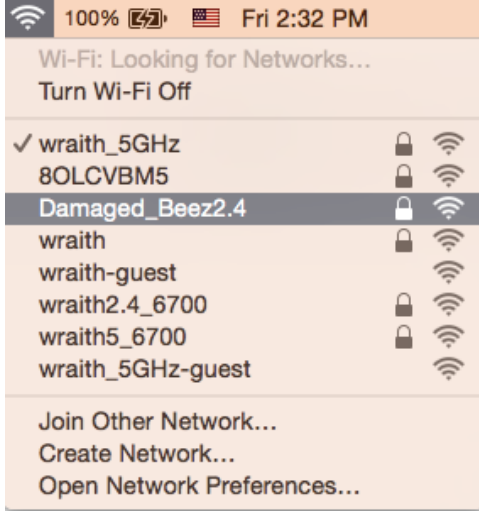 100% Fri 2:32 PM
Wi-Fi: Looking for Networks...
Turn Wi-Fi Off
✓ wraith_5GHz
8OLCVBM5
Damaged_Beez2.4
wraith
wraith-guest
wraith2.4_6700
wraith5_6700
wraith_5GHz-guest
Join Other Network...
Create Network...
Open Network Preferences...